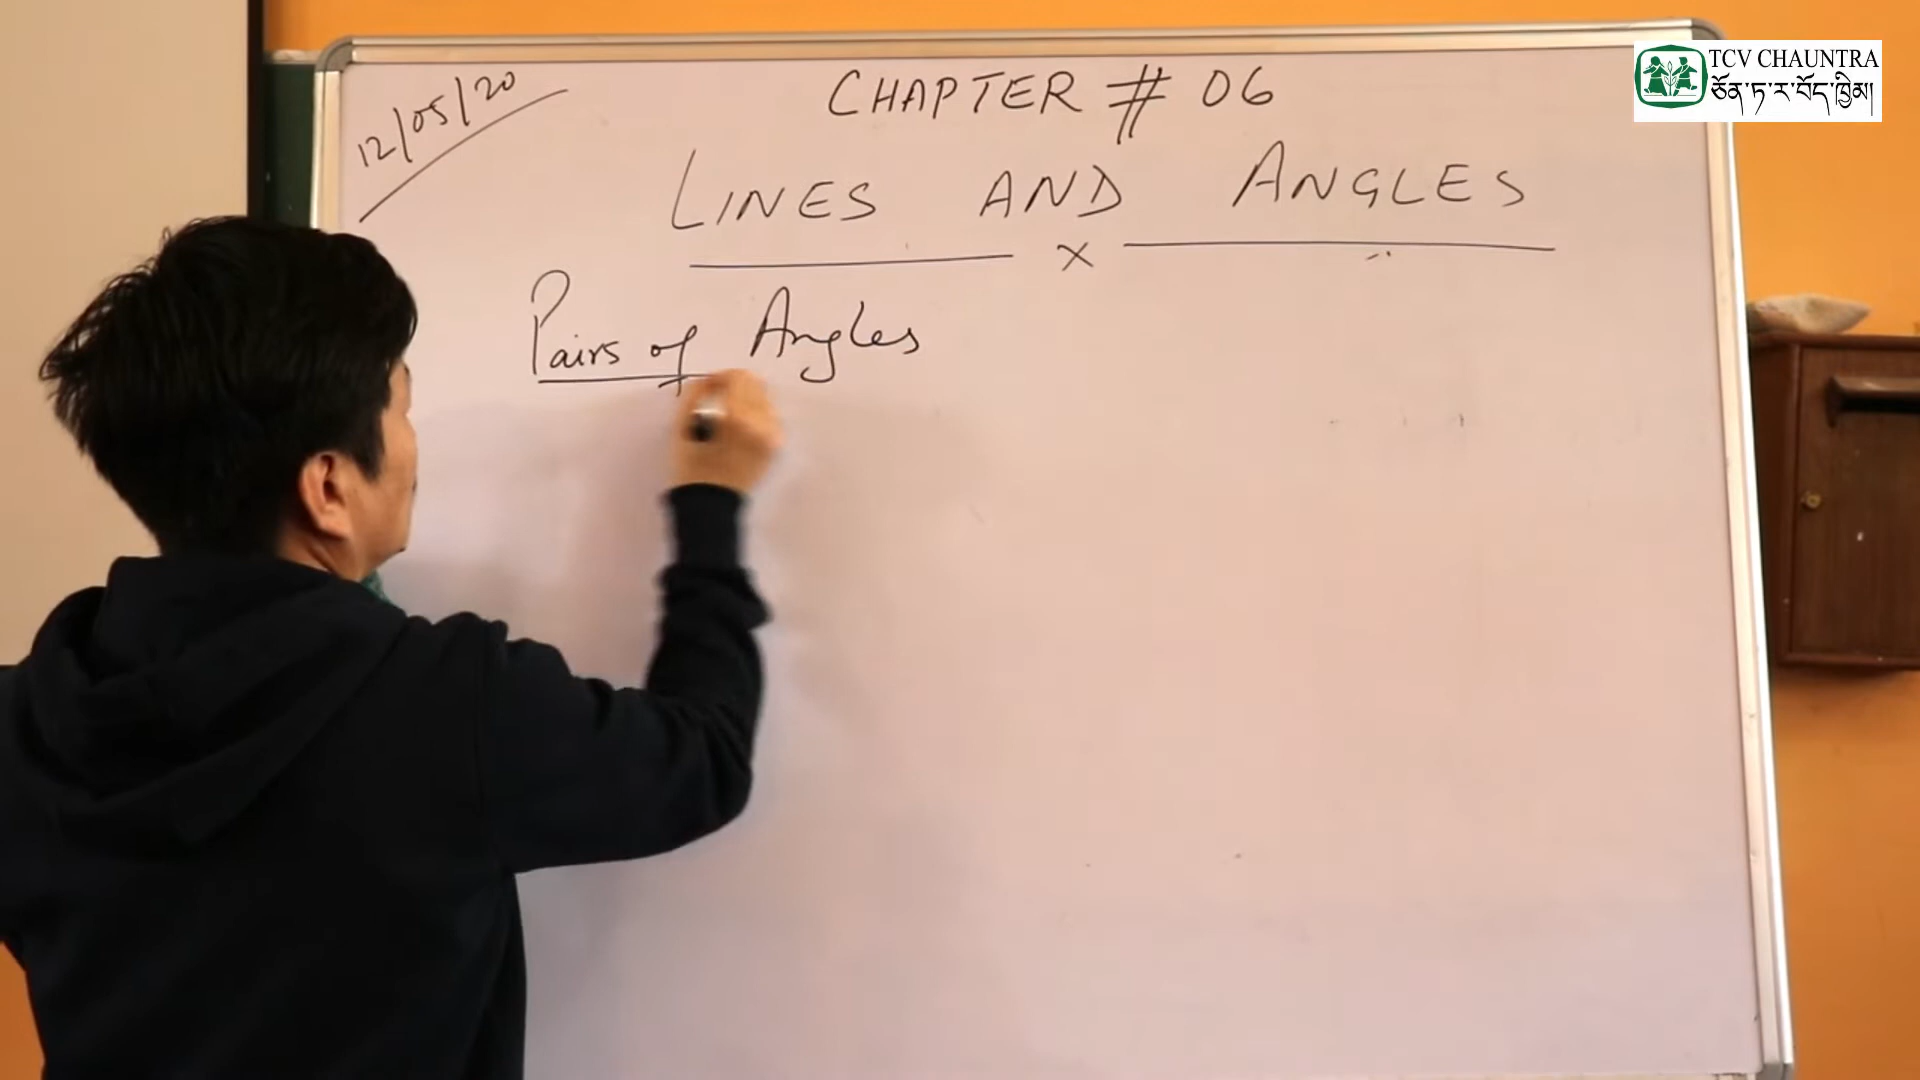 12/05/20
CHAPTER # 06
LINES AND ANGLES
x
Pairs of Angles
TCV CHAUNTRA
ཅོན་ཏ་ར་བོད་ཁྱིམ།